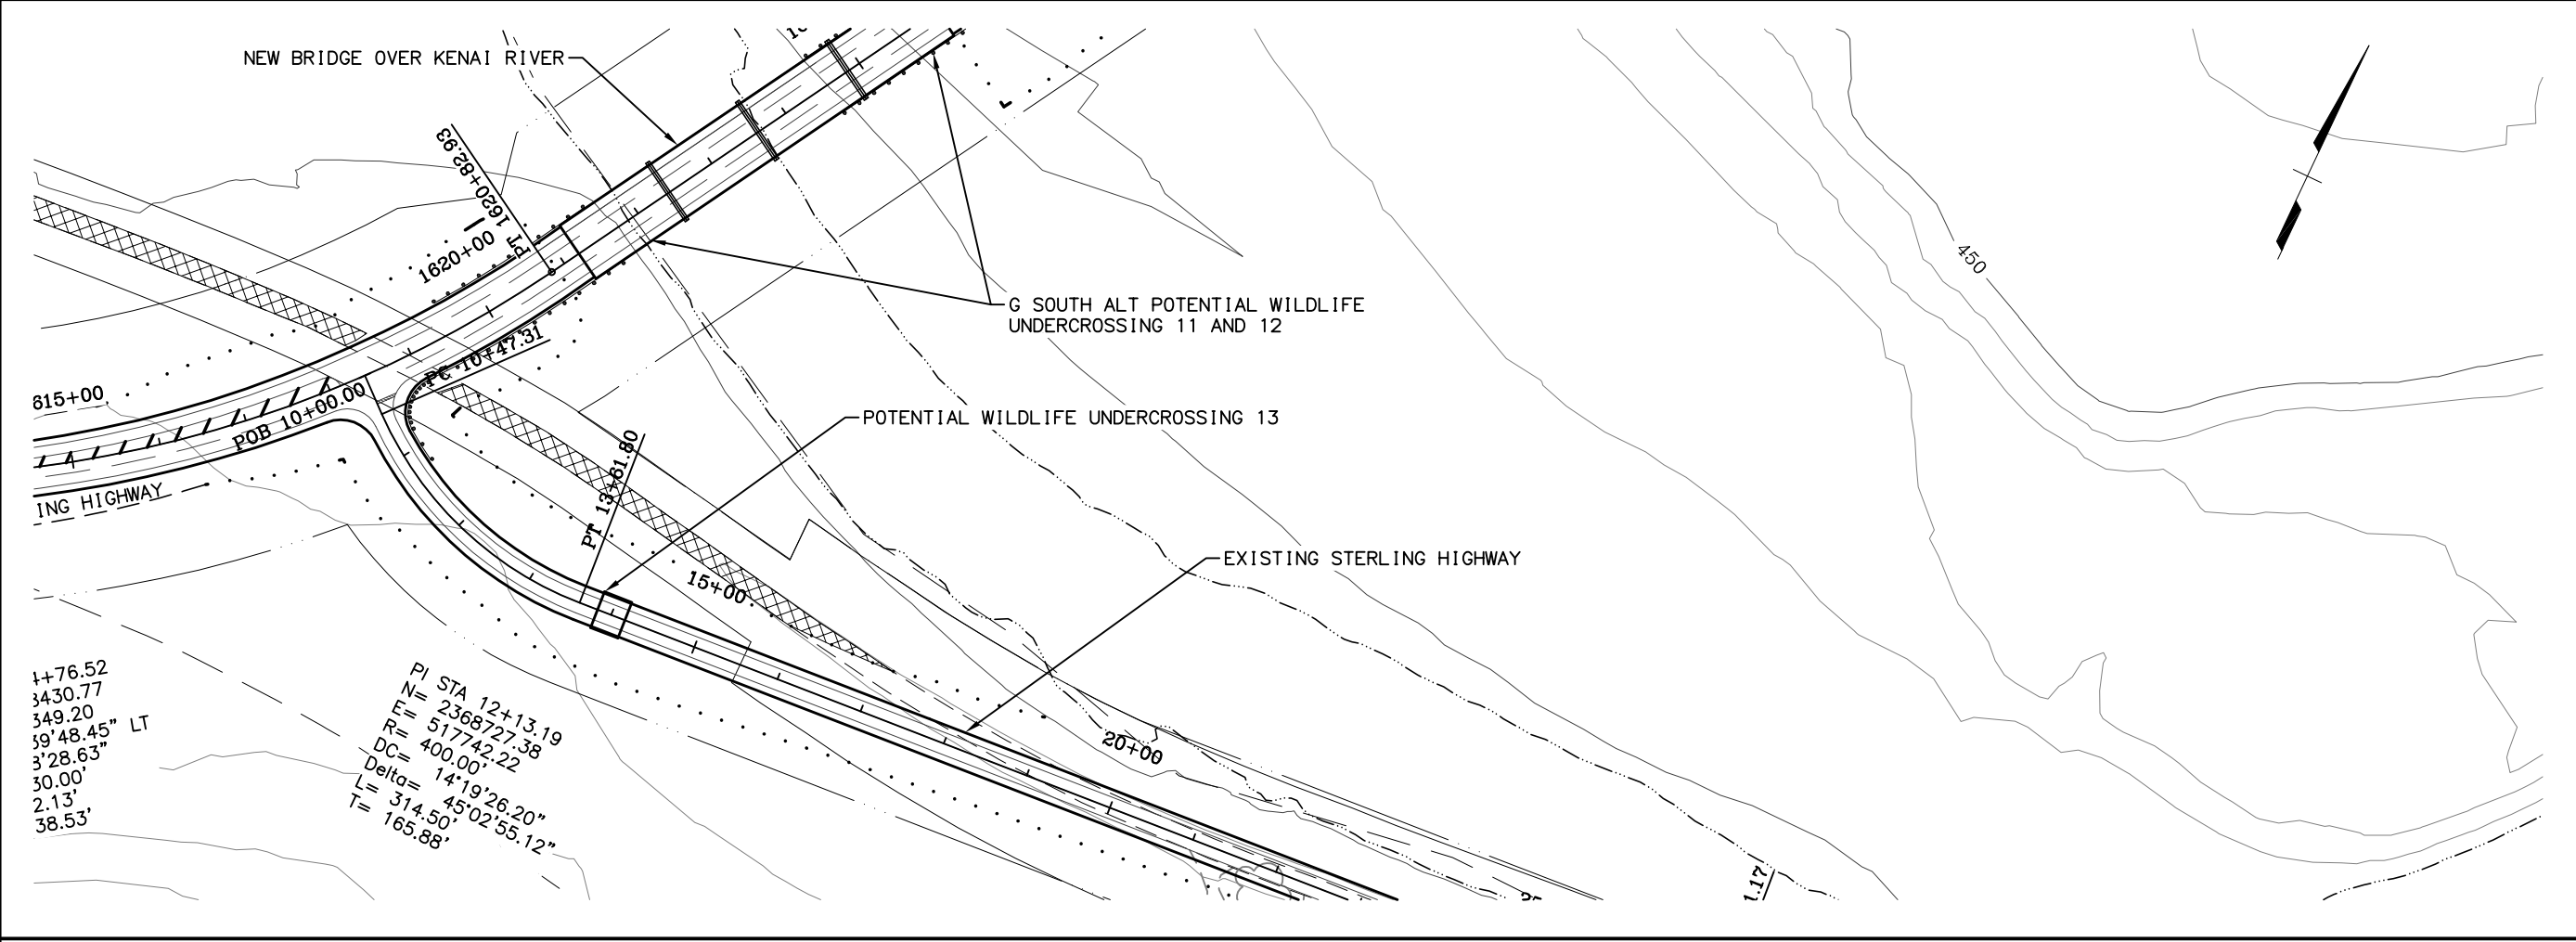 NEW BRIDGE OVER KENAI RIVER
PT 1620+82.93
1620+00
G SOUTH ALT POTENTIAL WILDLIFE
UNDERCROSSING 11 AND 12
450
PC 10+47.31
615+00
POB 10+00.00
POTENTIAL WILDLIFE UNDERCROSSING 13
PT 13+61.80
ING HIGHWAY
15+00
EXISTING STERLING HIGHWAY
20+00
4+76.52
3430.77
349.20
39'48.45" LT
3'28.63"
30.00'
2.13'
38.53'
PI STA 12+13.19
N= 2368727.38
E= 517742.22
R= 400.00'
DC= 14°19'26.20"
Delta= 45°02'55.12"
L= 314.50'
T= 165.88'
1.17